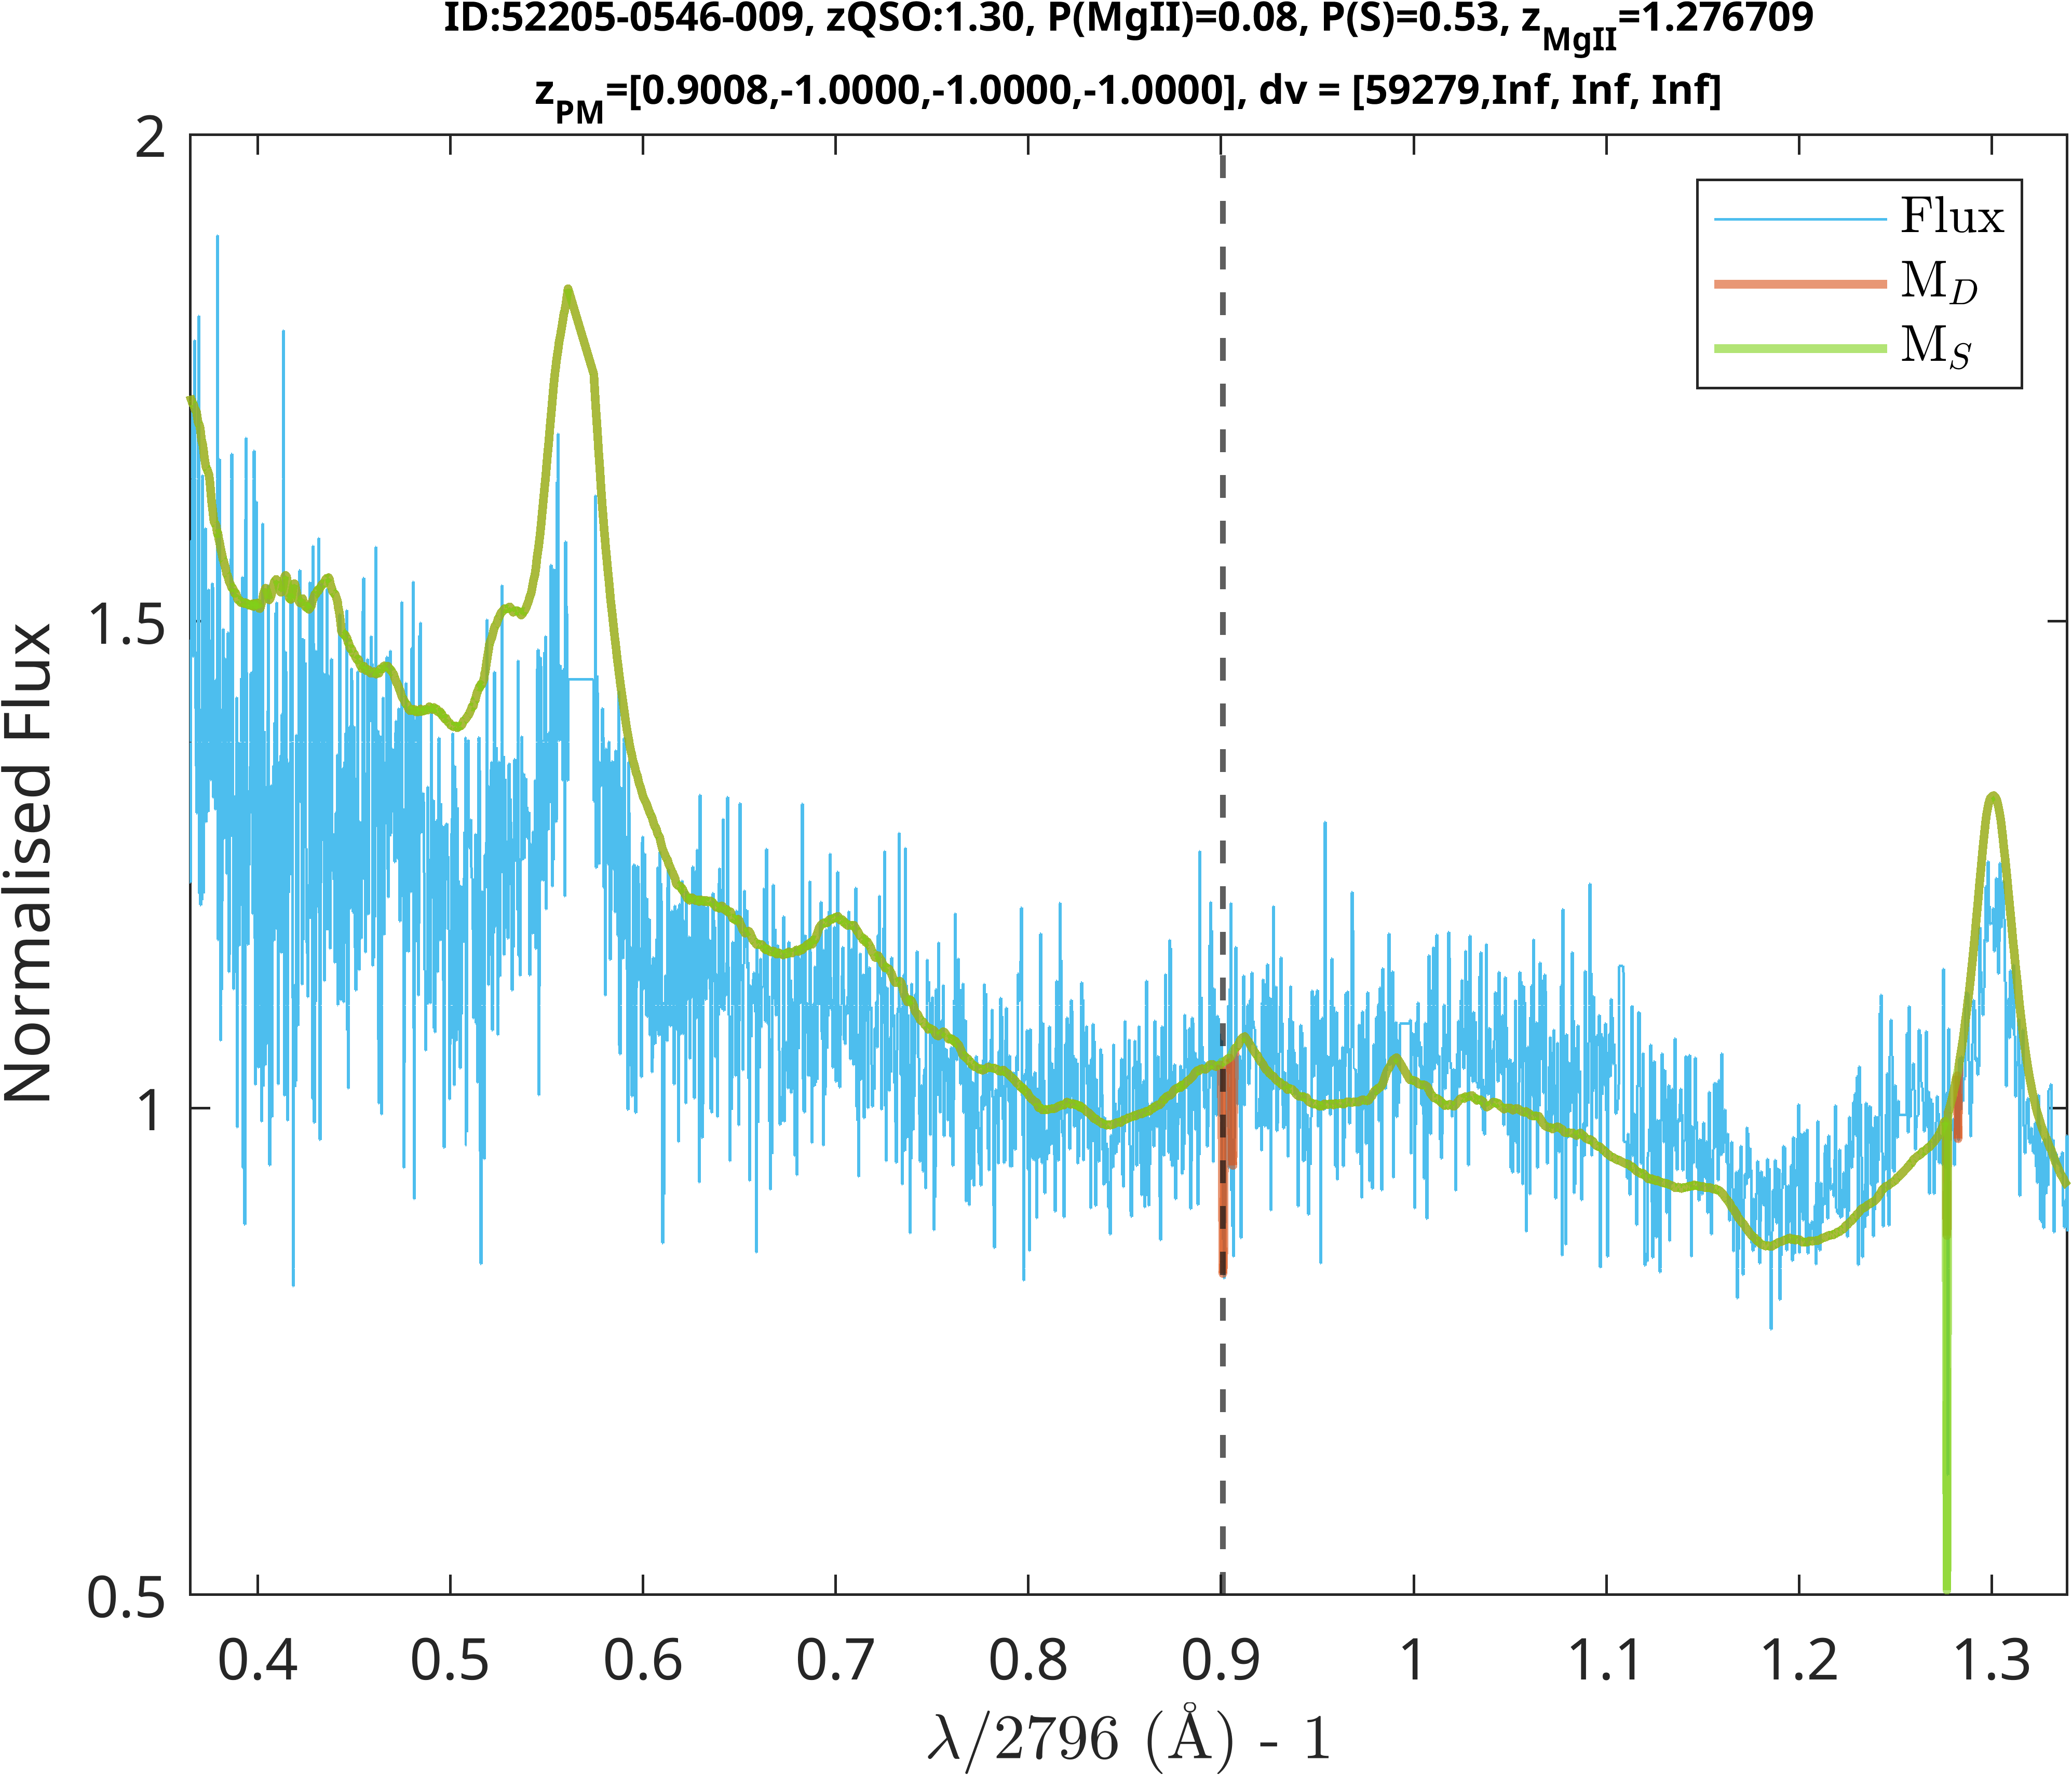 ID:52205-0546-009, zQSO:1.30, P(MgII)=0.08, P(S)=0.53, zMgII=1.276709
zPM=[0.9008,-1.0000,-1.0000,-1.0000], dv = [59279,Inf, Inf, Inf]
2
1.5
1
0.5
Normalised Flux
Flux
MD
MS
0.4 0.5 0.6 0.7 0.8 0.9 1 1.1 1.2 1.3
λ/2796 (Å) - 1